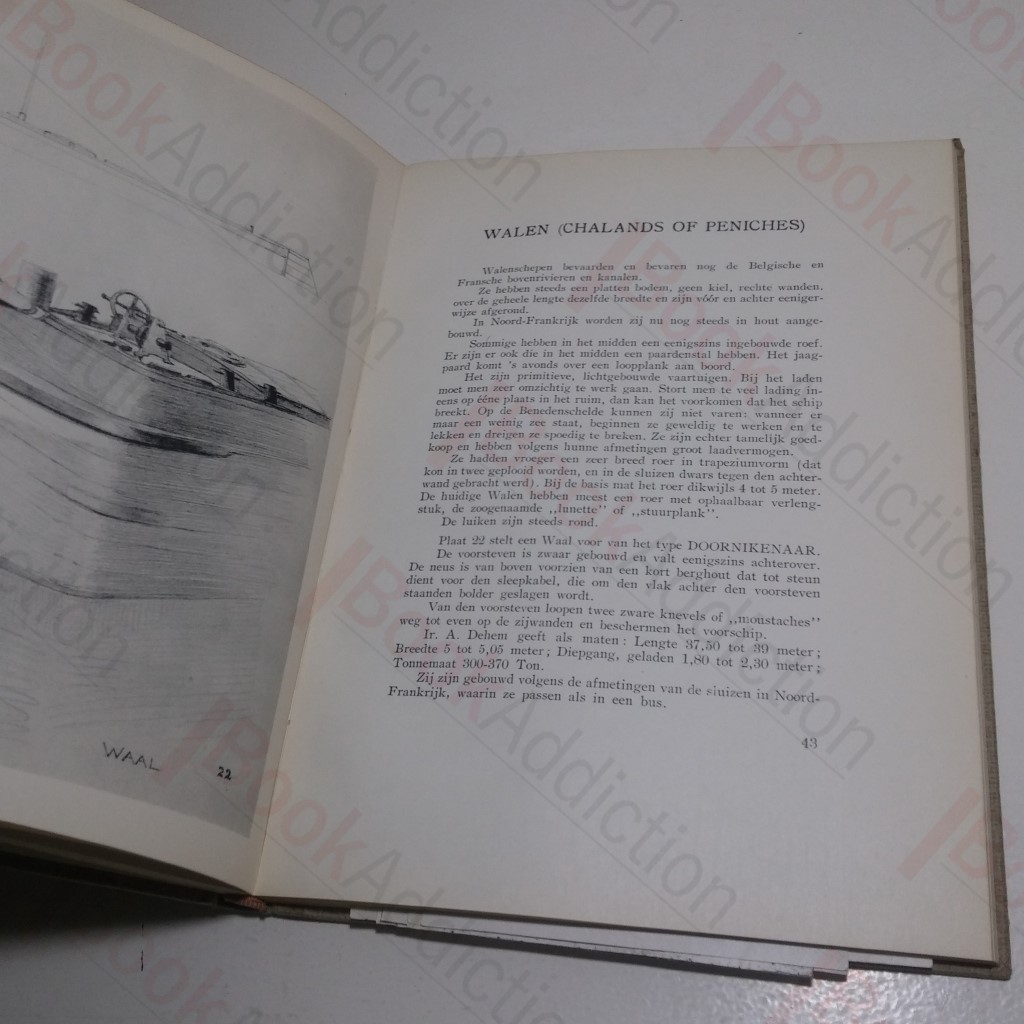 WAAL
22
WALEN (CHALANDS OF PENICHES)
Walenschepen bevaarden en bevaren nog de Belgische en
Fransche bovenrivieren en kanalen.
Ze hebben steeds een platten bodem, geen kiel, rechte wanden,
over de geheele lengte dezelfde breedte en zijn vóór en achter eeniger-
wijze afgerond.
In Noord-Frankrijk worden zij nu nog steeds in hout aange-
bouwd.
Sommige hebben in het midden een eenigszins ingebouwde roef.
Er zijn er ook die in het midden een paardenstal hebben. Het jaag-
paard komt 's avonds over een loopplank aan boord.
Het zijn primitieve, lichtgebouwde vaartuigen. Bij het laden
moet men zeer omzichtig te werk gaan. Stort men te veel lading in-
eens op ééne plaats in het ruim, dan kan het voorkomen dat het schip
breekt. Op de Benedenschelde kunnen zij niet varen: wanneer er
maar een weinig zee staat, beginnen ze geweldig te werken en te
lekken en dreigen ze spoedig te breken. Ze zijn echter tamelijk goed-
koop en hebben volgens hunne afmetingen groot laadvermogen.
Ze hadden vroeger een zeer breed roer in trapeziumvorm (dat
kon in twee geplooid worden, en in de sluizen dwars tegen den achter-
wand gebracht werd). Bij de basis mat het roer dikwijls 4 tot 5 meter.
De huidige Walen hebben meest een roer met ophaalbaar verleng-
stuk, de zoogenaamde ,,lunette" of ,,stuurplank".
De luiken zijn steeds rond.
Plaat 22 stelt een Waal voor van het type DOORNIKENAAR.
De voorsteven is zwaar gebouwd en valt eenigszins achterover.
De neus is van boven voorzien van een kort berghout dat tot steun
dient voor den sleepkabel, die om den vlak achter den voorsteven
staanden bolder geslagen wordt.
Van den voorsteven loopen twee zware knevels of ,,moustaches"
weg tot even op de zijwanden en beschermen het voorschip.
Ir. A. Dehem geeft als maten : Lengte 37,50 tot 39 meter ;
Breedte 5 tot 5,05 meter ; Diepgang, geladen 1,80 tot 2,30 meter ;
Tonnemaat 300-370 Ton.
Zij zijn gebouwd volgens de afmetingen van de sluizen in Noord-
Frankrijk, waarin ze passen als in een bus.
43
BookAddiction